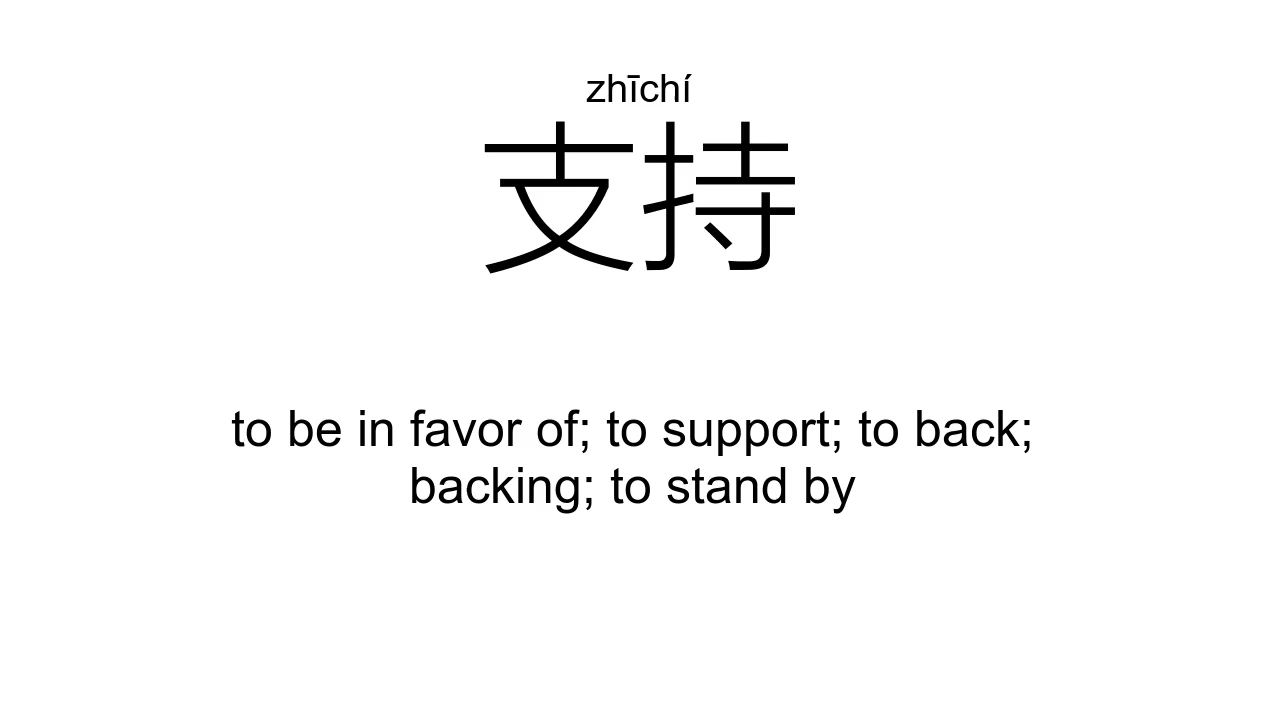 zhīchí
支持
to be in favor of; to support; to back;
backing; to stand by